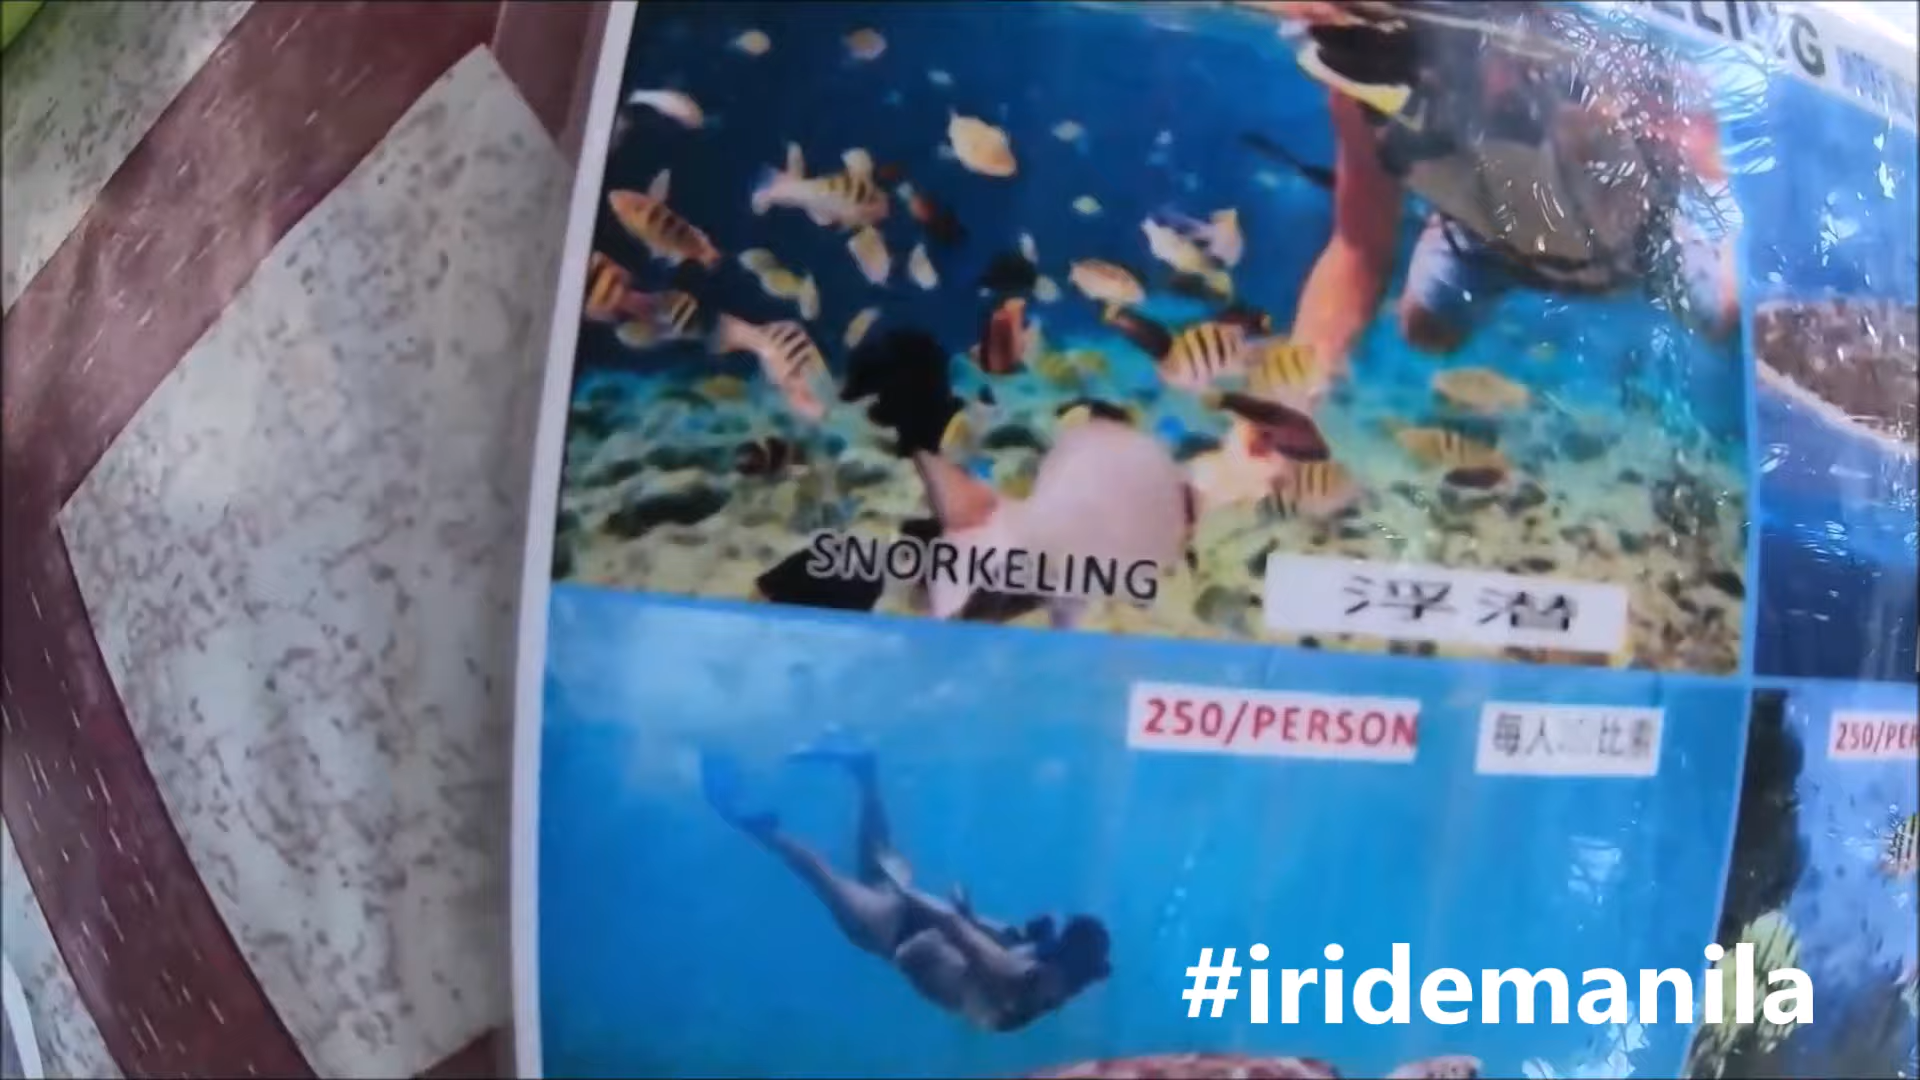 SNORKELING
浮潜
250/PERSON
每人 比索
250/PER
#iridemanila